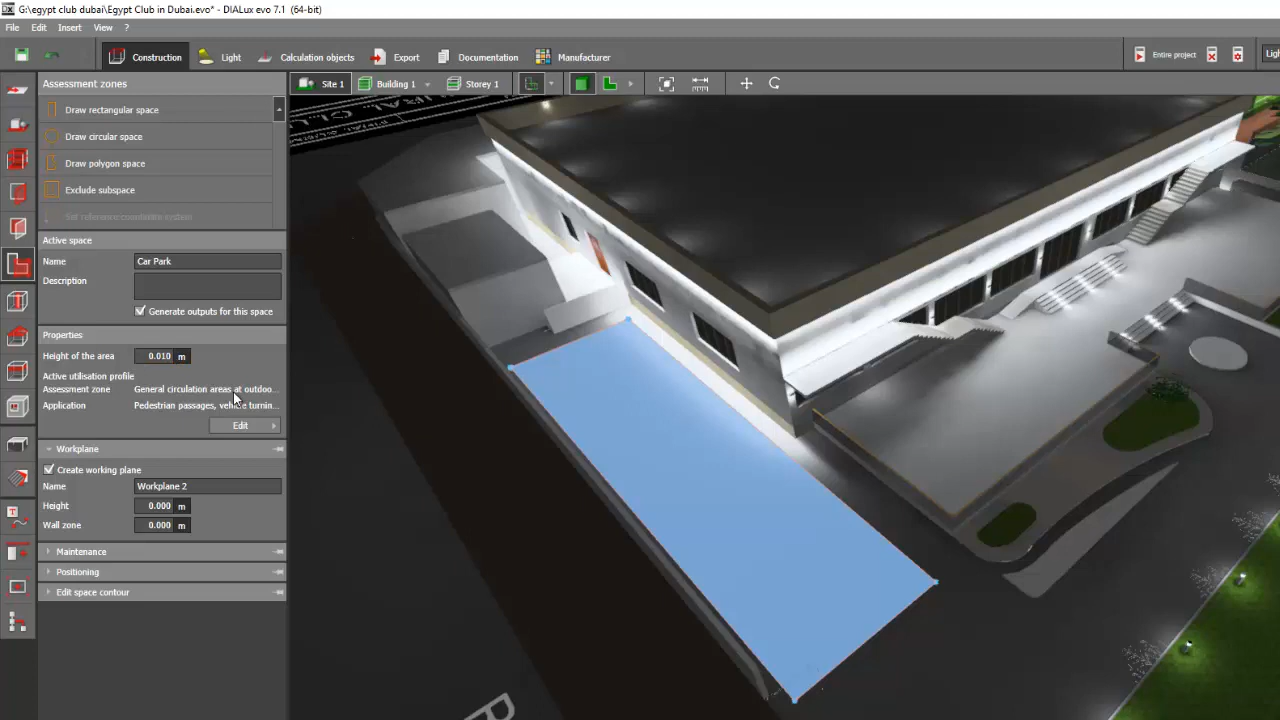 Dx G:\egypt club dubai\Egypt Club in Dubai.evo* - DIALux evo 7.1 (64-bit)
File Edit Insert View ?
Construction Light Calculation objects Export Documentation Manufacturer Entire project
Assessment zones Site 1 Building 1 Storey 1
Draw rectangular space
Draw circular space
Draw polygon space
Exclude subspace
Set reference coordinate system
Active space
Name Car Park
Description
Generate outputs for this space
Properties
Height of the area 0.010 m
Active utilisation profile
Assessment zone General circulation areas at outdoo...
Application Pedestrian passages, vehicle turnin...
Edit
Workplane
Create working plane
Name Workplane 2
Height 0.000 m
Wall zone 0.000 m
Maintenance
Positioning
Edit space contour